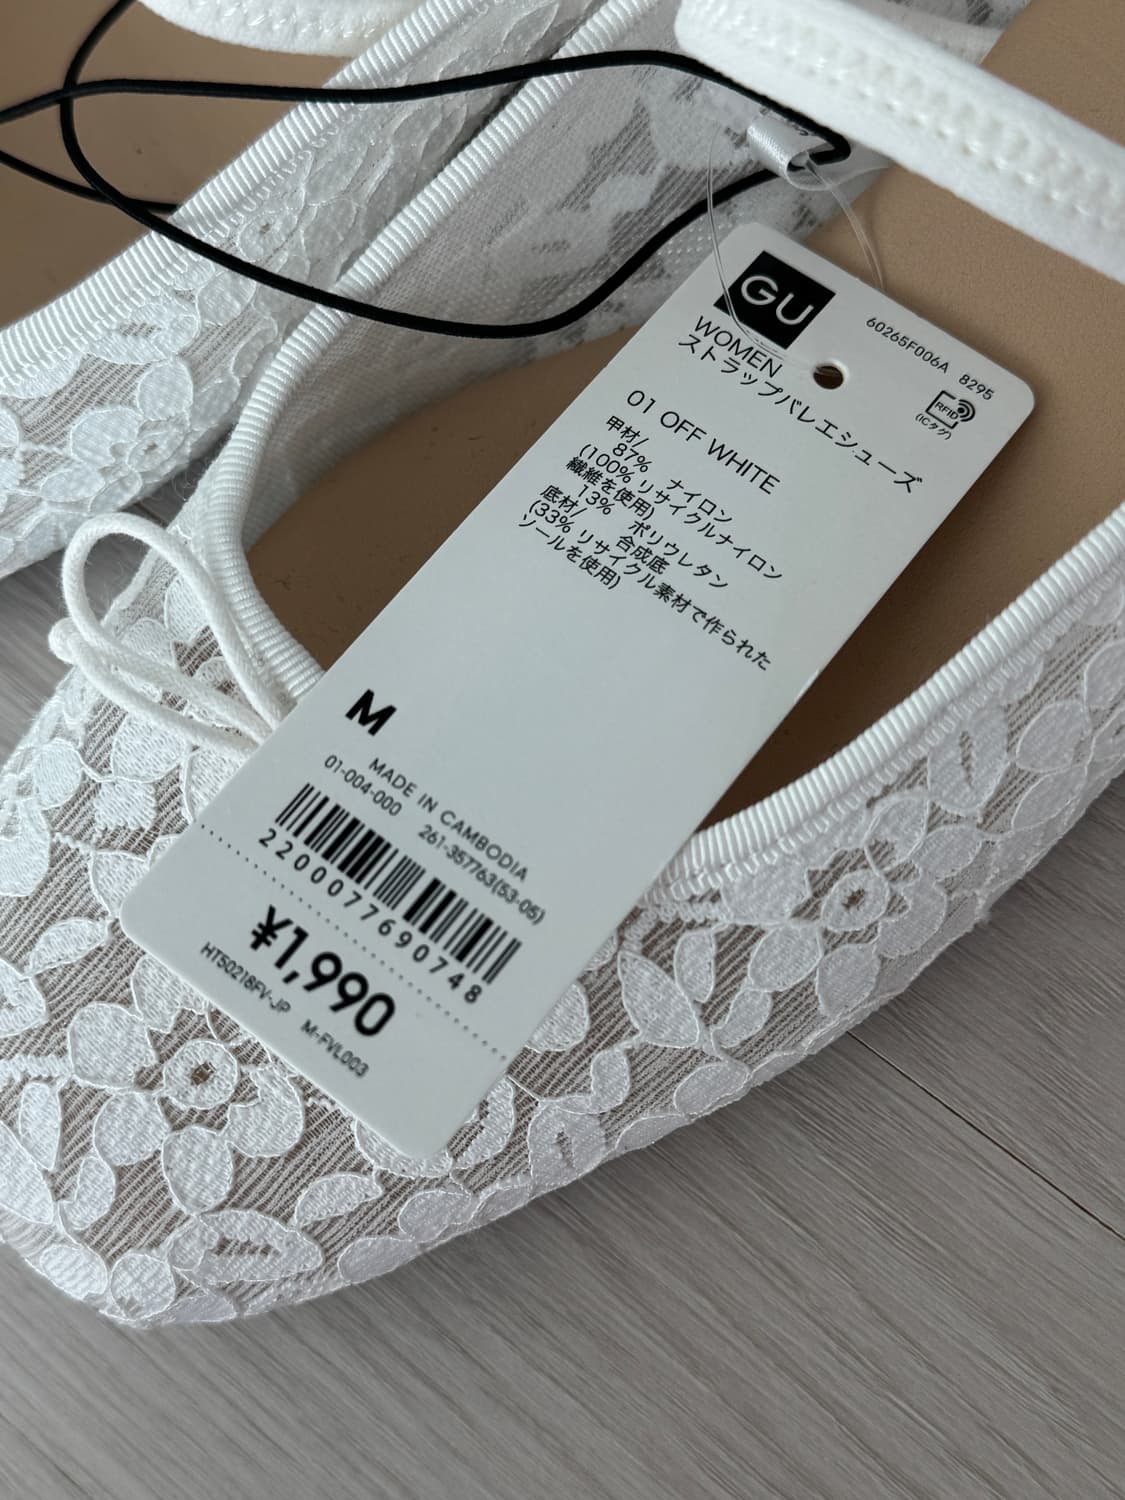 GU
60265F006A 8295
RFID
(ICタグ)
WOMEN
ストラップバレエシューズ
01 OFF WHITE
甲材/
87% ナイロン
(100% リサイクルナイロン
繊維を使用)
13% ポリウレタン
底材/ 合成底
(33% リサイクル素材で作られた
ソールを使用)
M
MADE IN CAMBODIA
01-004-000 261-357763(53-05)
2200077690748
¥1,990
HT50218FV-JP M-FVL003